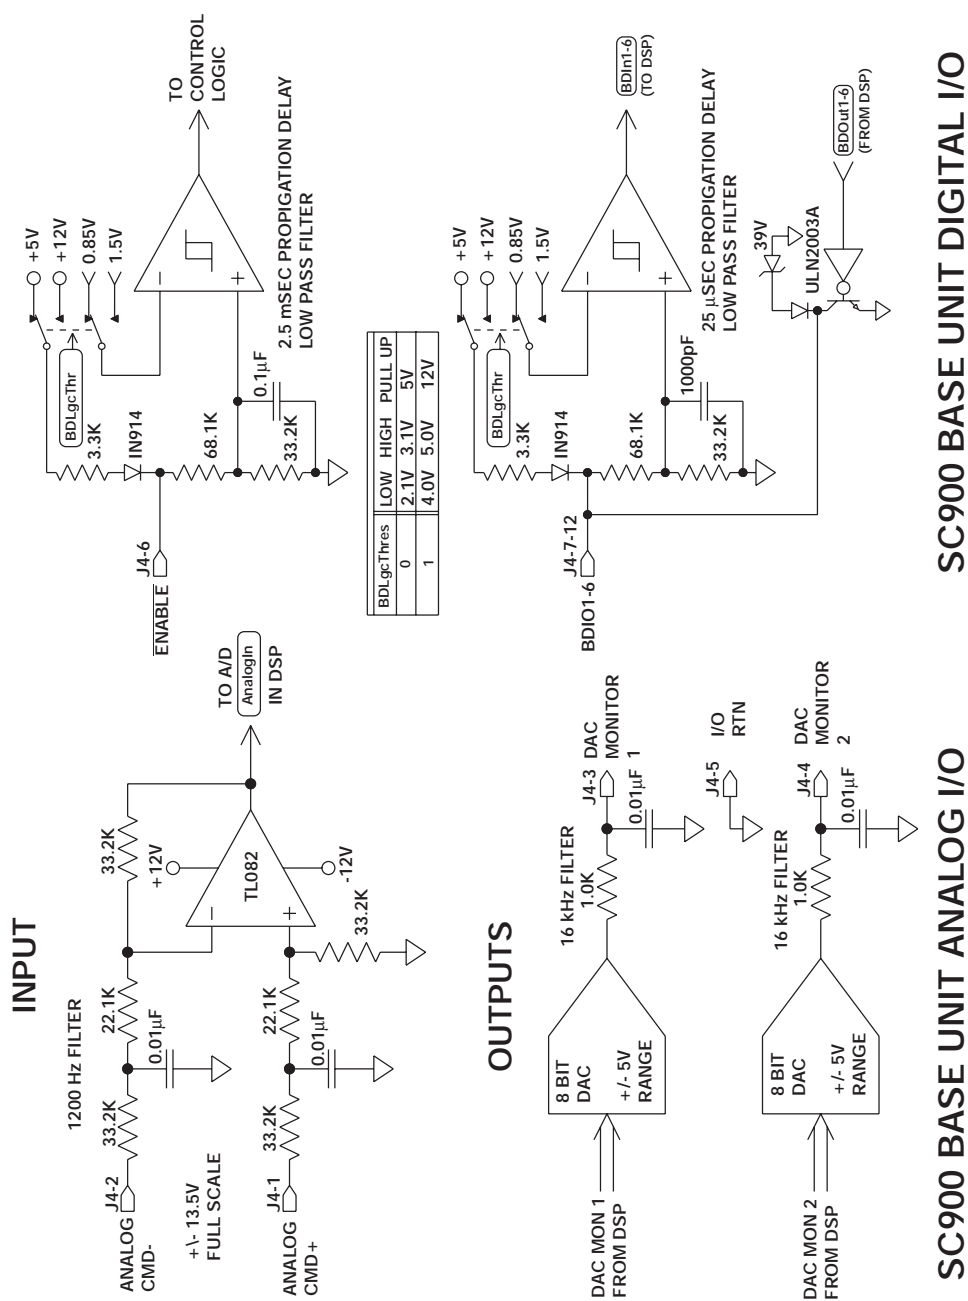 INPUT
1200 Hz FILTER
ANALOG
CMD-
J4-2
33.2K
0.01µF
22.1K
33.2K
+12V
TL082
-12V
+\- 13.5V
FULL SCALE
ANALOG
CMD+
J4-1
33.2K
0.01µF
22.1K
33.2K
TO A/D
AnalogIn
IN DSP
OUTPUTS
DAC MON 1
FROM DSP
8 BIT
DAC
+/- 5V
RANGE
16 kHz FILTER
1.0K
0.01µF
J4-3
DAC
MONITOR
1
J4-5
I/O
RTN
DAC MON 2
FROM DSP
8 BIT
DAC
+/- 5V
RANGE
16 kHz FILTER
1.0K
0.01µF
J4-4
DAC
MONITOR
2
SC900 BASE UNIT ANALOG I/O
ENABLE
J4-6
3.3K
IN914
68.1K
33.2K
0.1µF
BDLgcThr
+5V
+12V
0.85V
1.5V
TO
CONTROL
LOGIC
2.5 mSEC PROPIGATION DELAY
LOW PASS FILTER
BDLgcThres LOW HIGH PULL UP
0 2.1V 3.1V 5V
1 4.0V 5.0V 12V
BDIO1-6
J4-7-12
3.3K
IN914
68.1K
33.2K
1000pF
BDLgcThr
+5V
+12V
0.85V
1.5V
BDIn1-6
(TO DSP)
25 µSEC PROPIGATION DELAY
LOW PASS FILTER
39V
ULN2003A
BDOut1-6
(FROM DSP)
SC900 BASE UNIT DIGITAL I/O